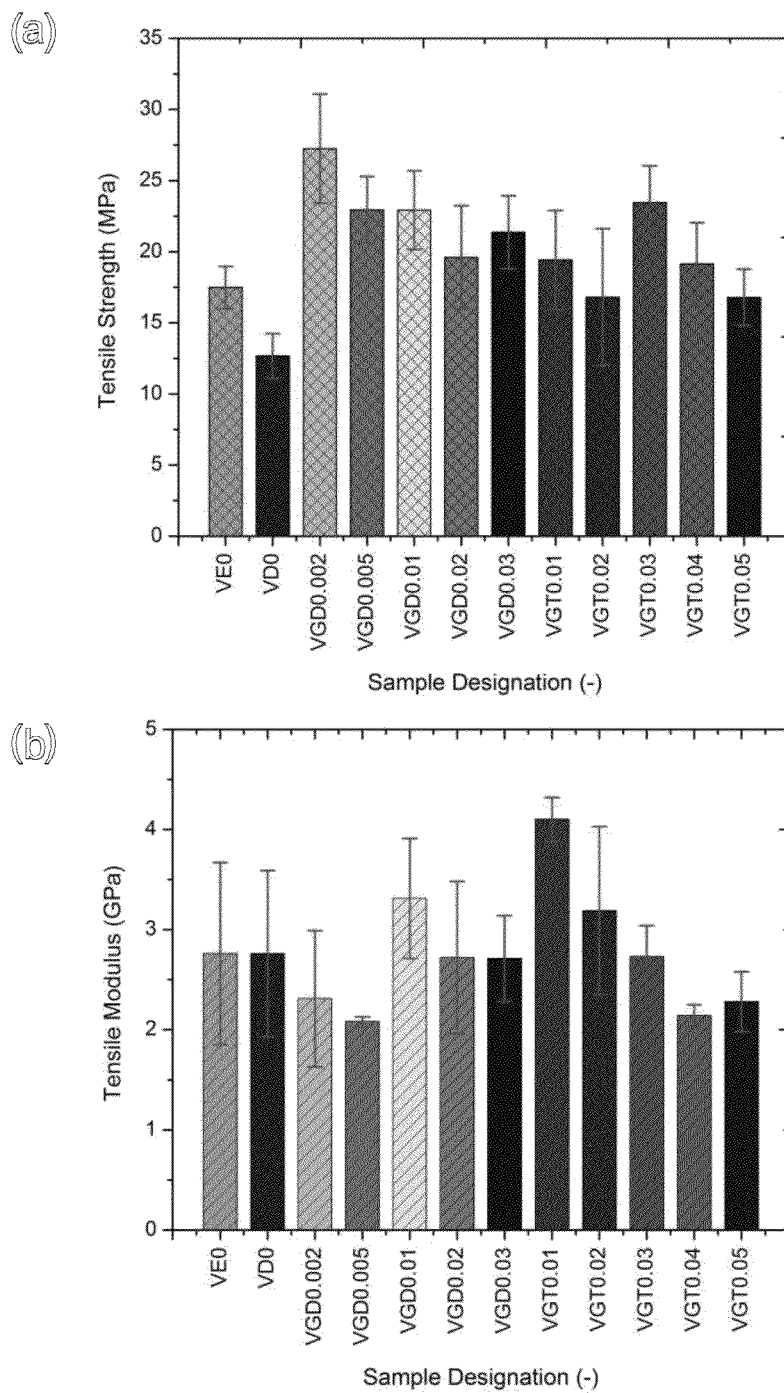 (a)
35
30
25
20
15
10
5
0
Tensile Strength (MPa)
VE0
VD0
VGD0.002
VGD0.005
VGD0.01
VGD0.02
VGD0.03
VGT0.01
VGT0.02
VGT0.03
VGT0.04
VGT0.05
Sample Designation (-)
(b)
5
4
3
2
1
0
Tensile Modulus (GPa)
VE0
VD0
VGD0.002
VGD0.005
VGD0.01
VGD0.02
VGD0.03
VGT0.01
VGT0.02
VGT0.03
VGT0.04
VGT0.05
Sample Designation (-)